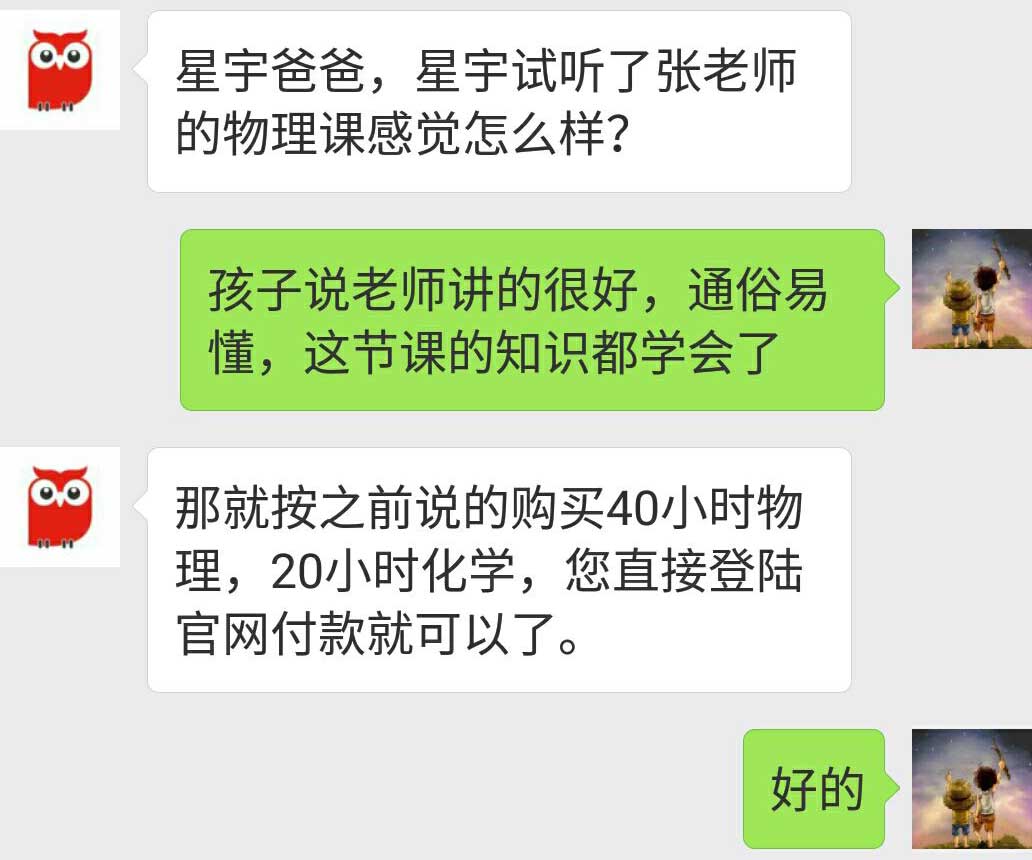 星宇爸爸，星宇试听了张老师
的物理课感觉怎么样？
孩子说老师讲的很好，通俗易
懂，这节课的知识都学会了
那就按之前说的购买40小时物
理，20小时化学，您直接登陆
官网付款就可以了。
好的